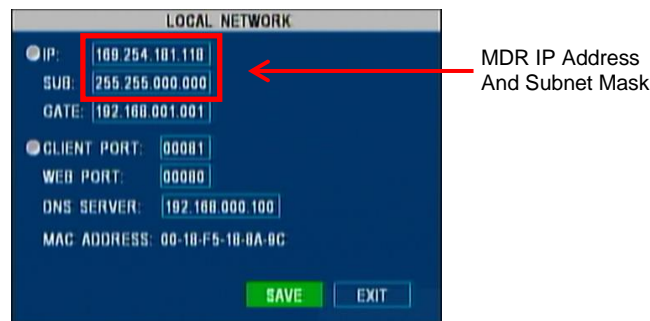 LOCAL NETWORK
IP: 169.254.181.118
SUB: 255.255.000.000
GATE: 192.168.001.001
CLIENT PORT: 00081
WEB PORT: 00080
DNS SERVER: 192.168.000.100
MAC ADDRESS: 00-18-F5-18-8A-8C
SAVE EXIT
MDR IP Address
And Subnet Mask